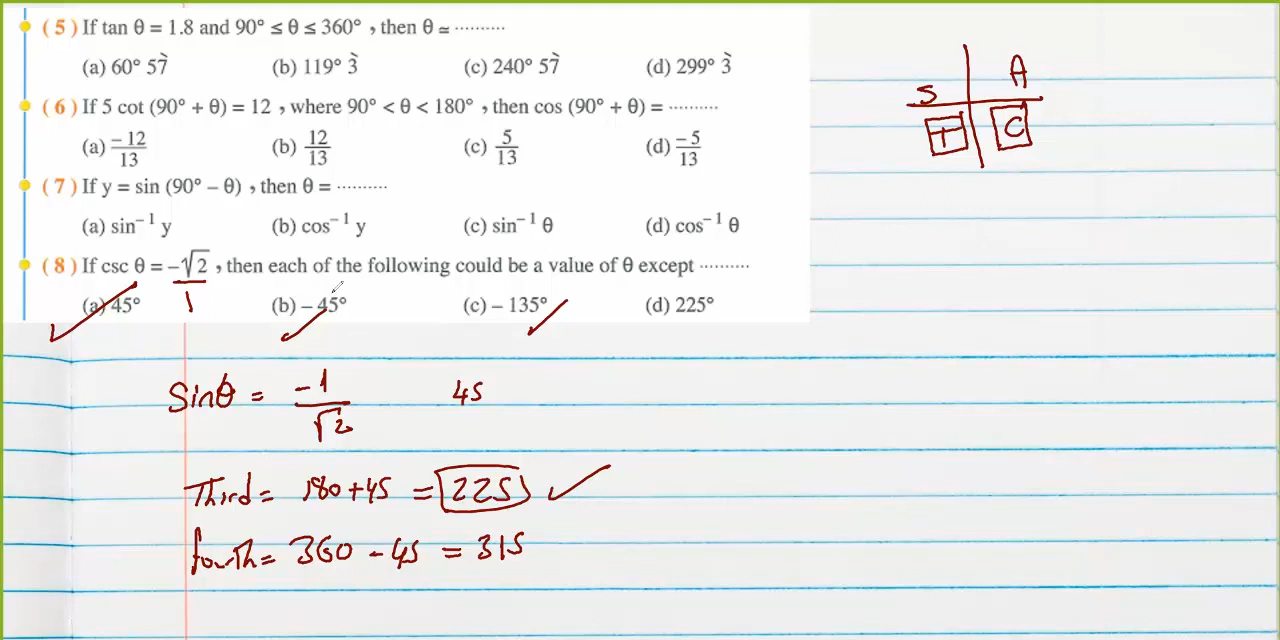 (5) If tan θ = 1.8 and 90° ≤ θ ≤ 360° , then θ ≃ ··········
(a) 60° 57̀ (b) 119° 3̀ (c) 240° 57̀ (d) 299° 3̀
(6) If 5 cot (90° + θ) = 12 , where 90° < θ < 180° , then cos (90° + θ) = ··········
(a) −12/13 (b) 12/13 (c) 5/13 (d) −5/13
(7) If y = sin (90° − θ) , then θ = ··········
(a) sin⁻¹ y (b) cos⁻¹ y (c) sin⁻¹ θ (d) cos⁻¹ θ
(8) If csc θ = −√2 , then each of the following could be a value of θ except ··········
1
(a) 45° (b) − 45° (c) − 135° (d) 225°
S A
T C
Sinθ = −1/√2 45
Third = 180+45 = 225
fourth = 360 − 45 = 315